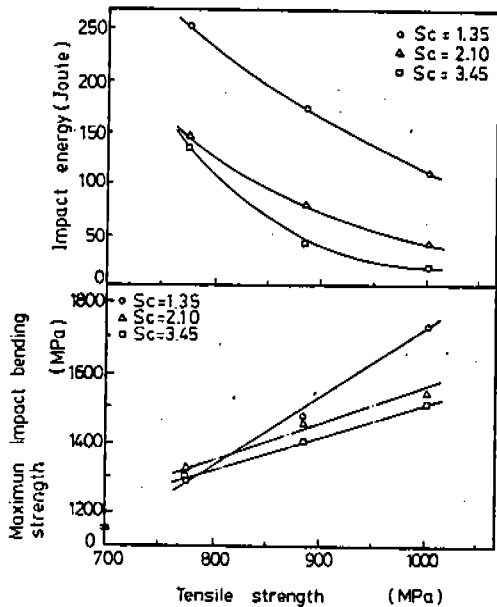 250
200
150
100
50
0
Impact energy (Joute)
Sc = 1.35
Sc = 2.10
Sc = 3.45
1800
1600
1400
1200
0
Maximun Impact bending
strength
(MPa)
Sc=1.35
Sc=2.10
Sc=3.45
700
800
900
1000
Tensile strength (MPa)